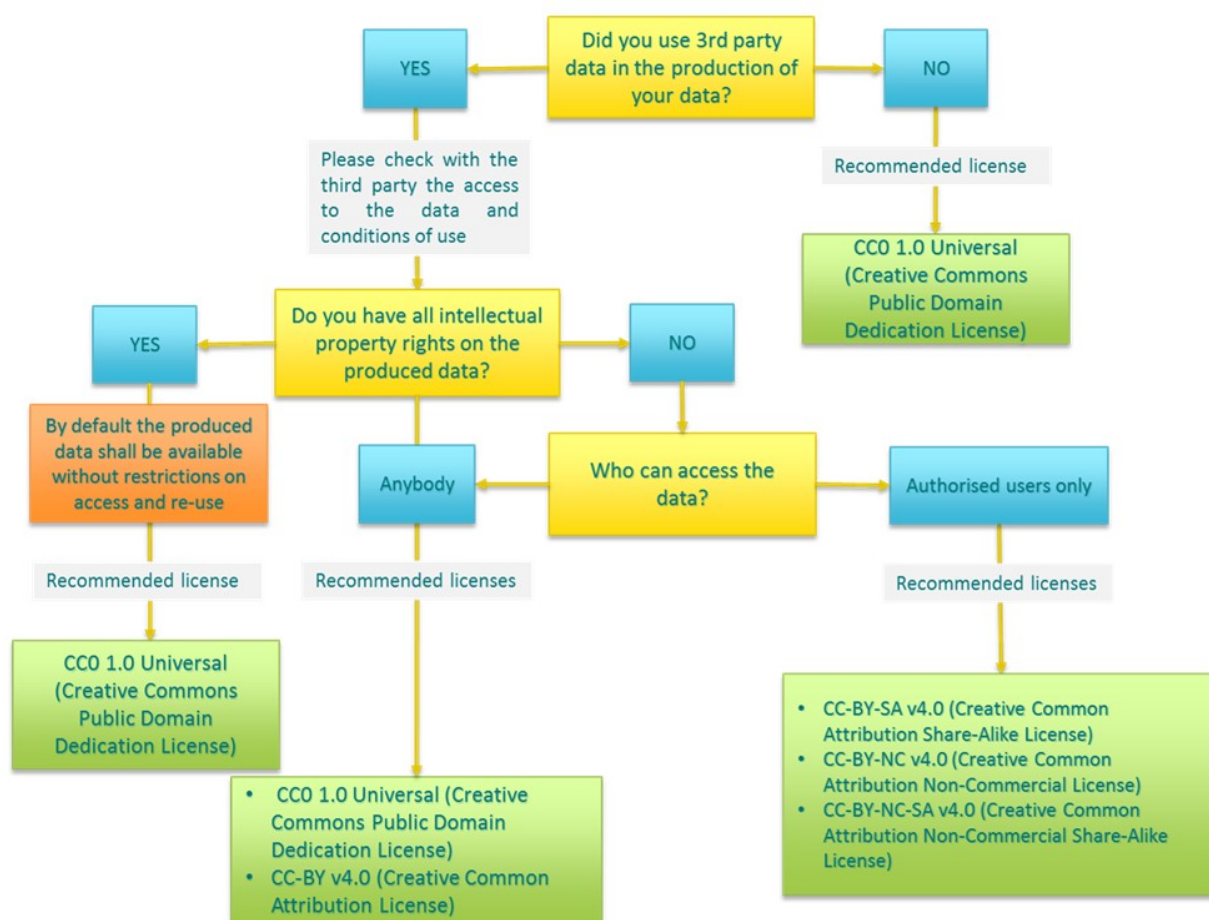 Did you use 3rd party
data in the production of
your data?
YES
NO
Please check with the
third party the access
to the data and
conditions of use
Recommended license
CC0 1.0 Universal
(Creative Commons
Public Domain
Dedication License)
Do you have all intellectual
property rights on the
produced data?
YES
NO
By default the produced
data shall be available
without restrictions on
access and re-use
Who can access the
data?
Anybody
Authorised users only
Recommended license
Recommended licenses
Recommended licenses
CC0 1.0 Universal
(Creative Commons
Public Domain
Dedication License)
• CC0 1.0 Universal (Creative
Commons Public Domain
Dedication License)
• CC-BY v4.0 (Creative Common
Attribution License)
• CC-BY-SA v4.0 (Creative Common
Attribution Share-Alike License)
• CC-BY-NC v4.0 (Creative Common
Attribution Non-Commercial License)
• CC-BY-NC-SA v4.0 (Creative Common
Attribution Non-Commercial Share-Alike
License)